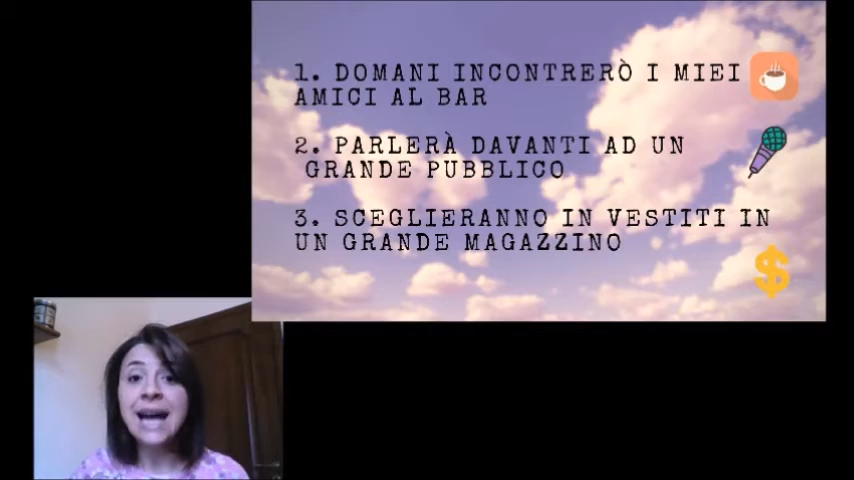 1. DOMANI INCONTRERÒ I MIEI
AMICI AL BAR
2. PARLERÀ DAVANTI AD UN
GRANDE PUBBLICO
3. SCEGLIERANNO IN VESTITI IN
UN GRANDE MAGAZZINO
$